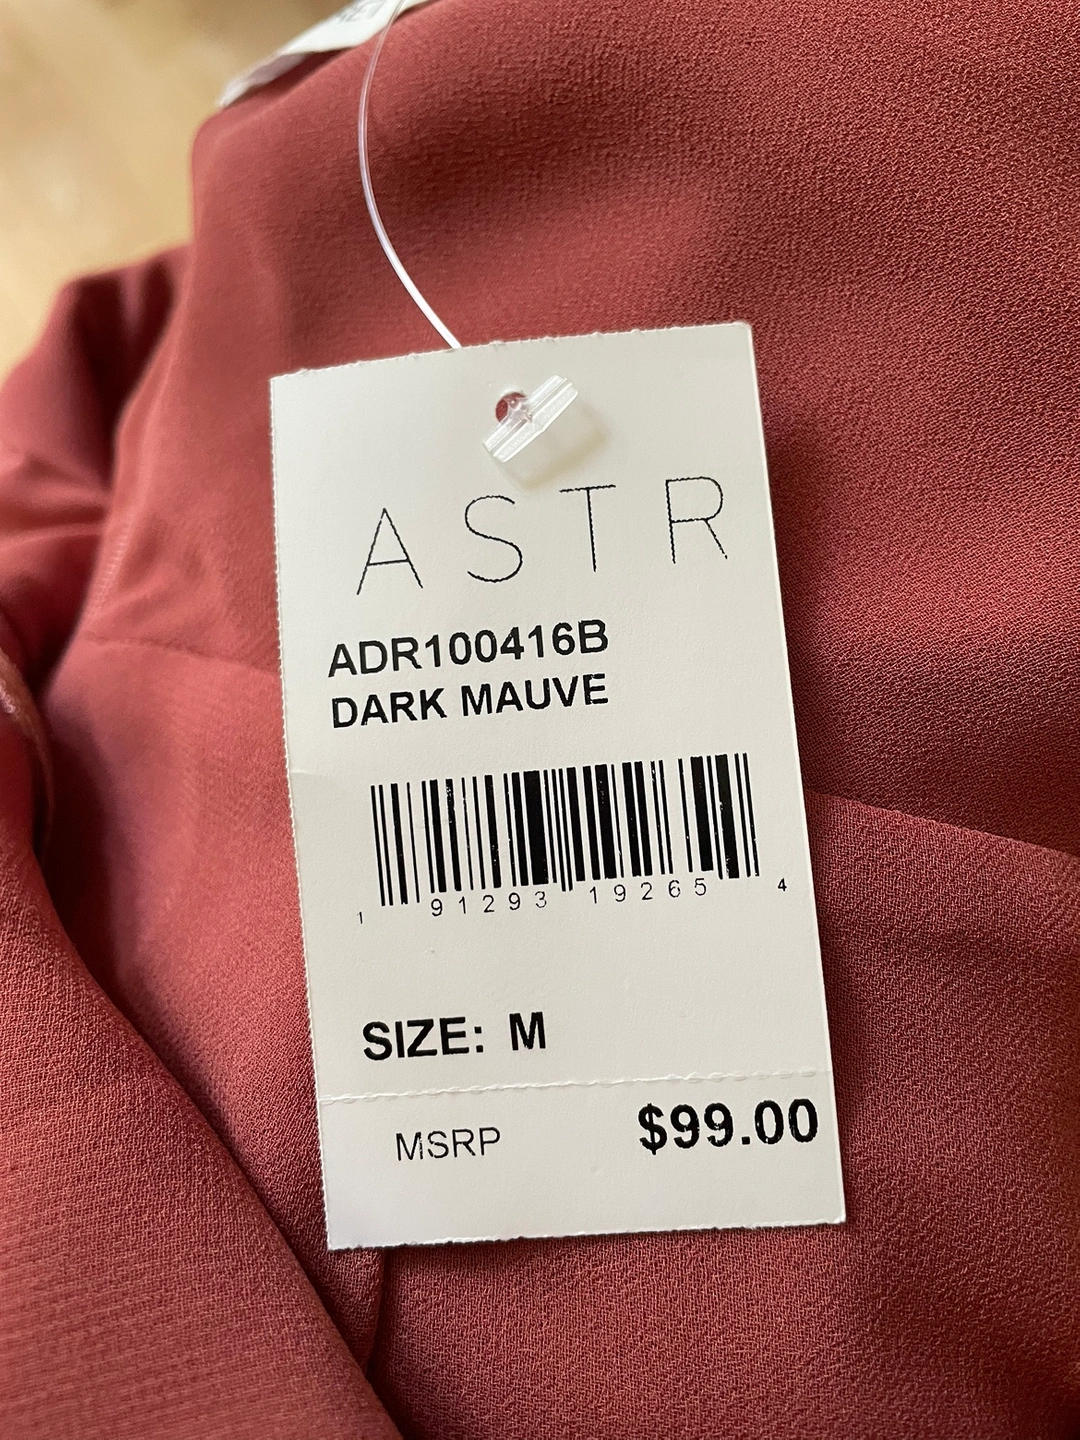 ASTR
ADR100416B
DARK MAUVE
1 91293 19265 4
SIZE: M
MSRP $99.00